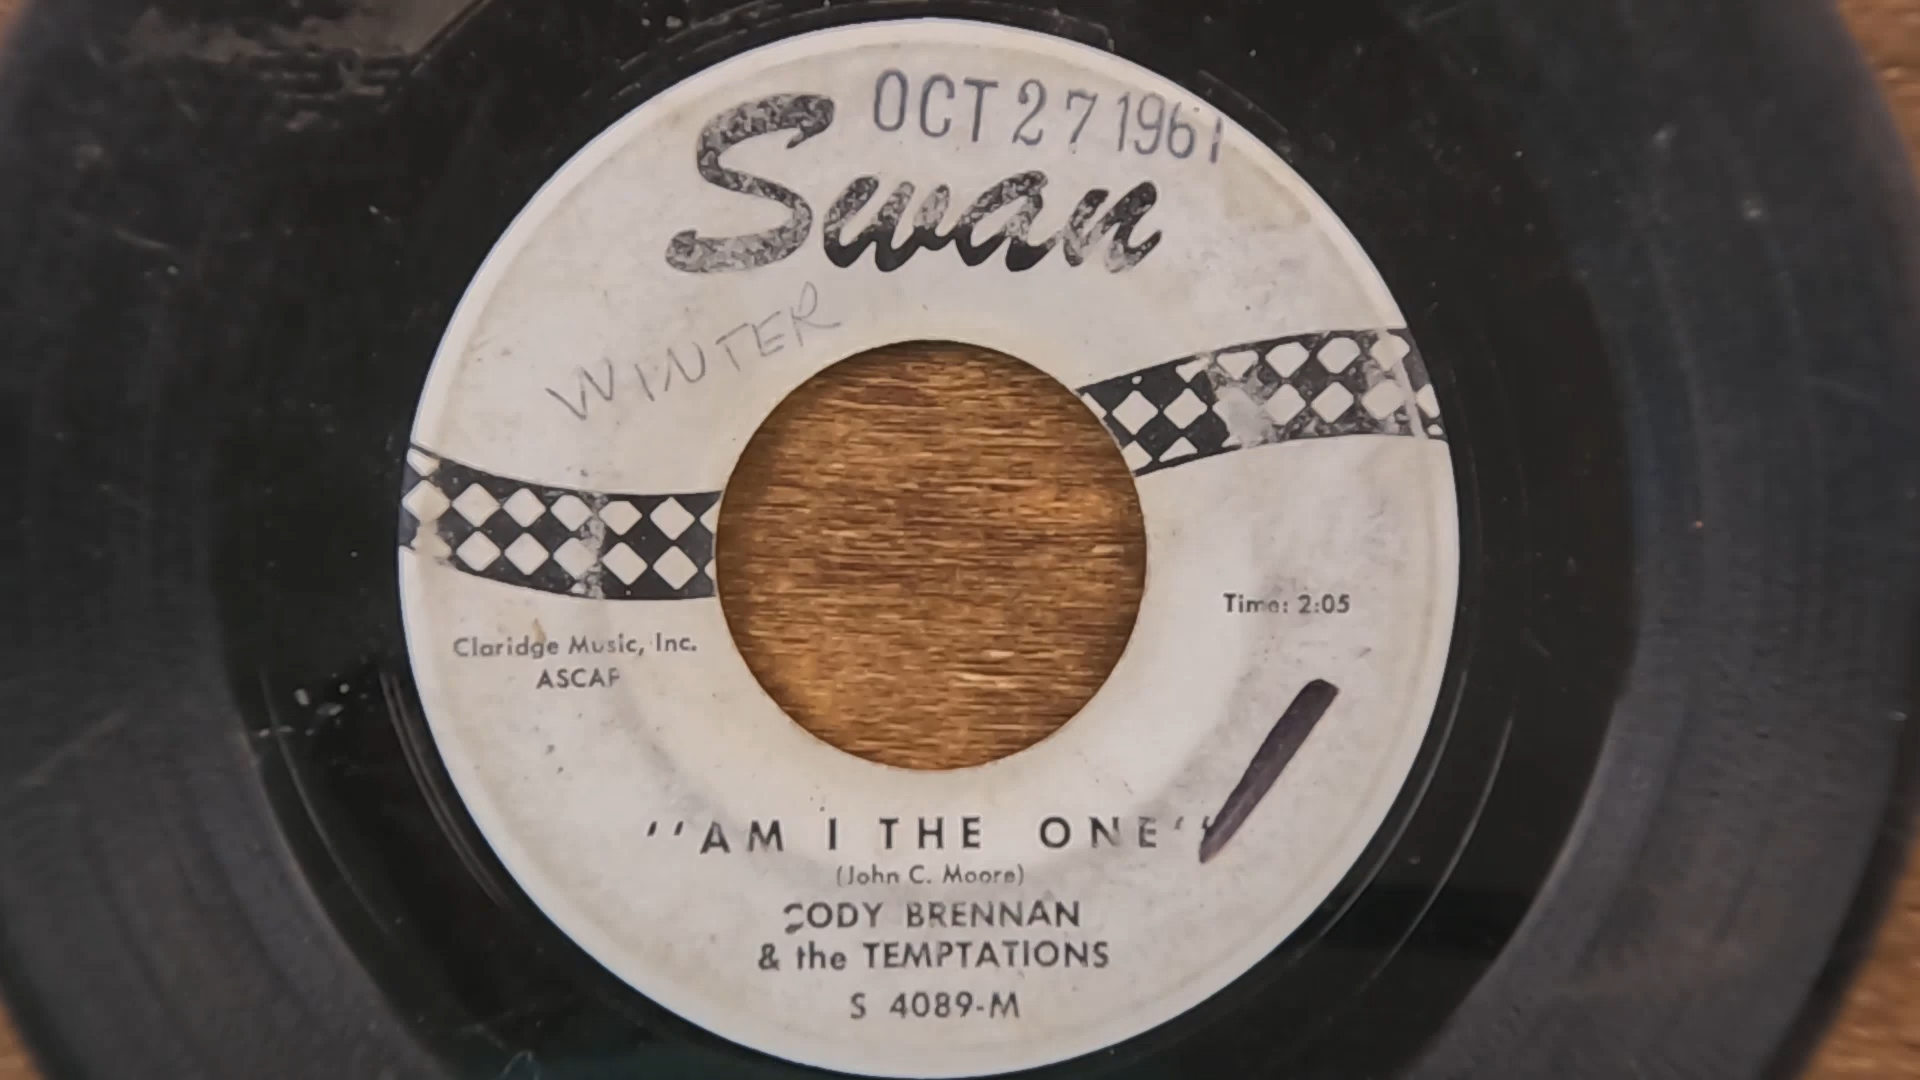 OCT 27 1961
Swan
WINTER
Time: 2:05
Claridge Music, Inc.
ASCAP
"AM I THE ONE"
(John C. Moore)
CODY BRENNAN
& the TEMPTATIONS
S 4089-M